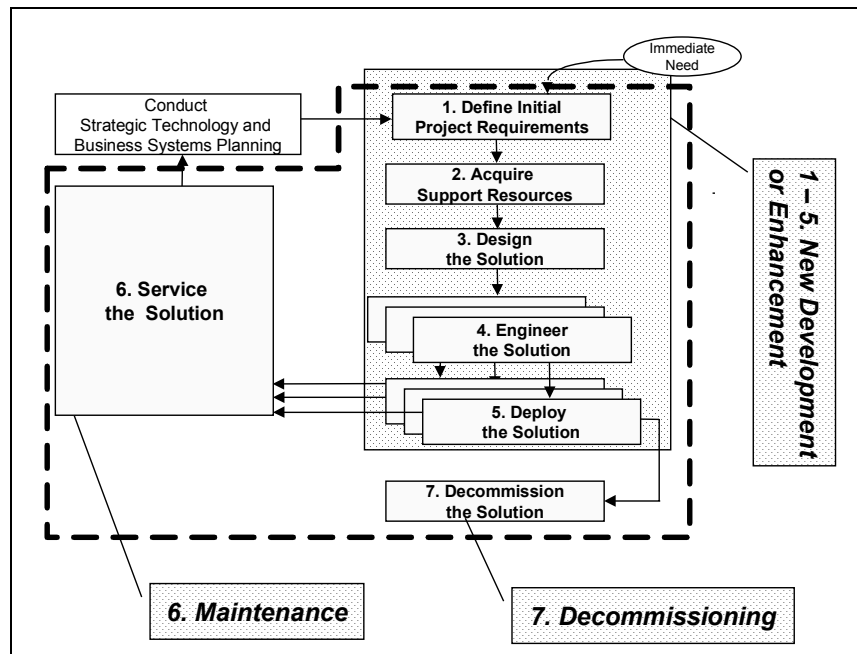 Immediate
Need
Conduct
Strategic Technology and
Business Systems Planning
1. Define Initial
Project Requirements
2. Acquire
Support Resources
3. Design
the Solution
4. Engineer
the Solution
5. Deploy
the Solution
6. Service
the Solution
7. Decommission
the Solution
1 – 5. New Development
or Enhancement
6. Maintenance
7. Decommissioning